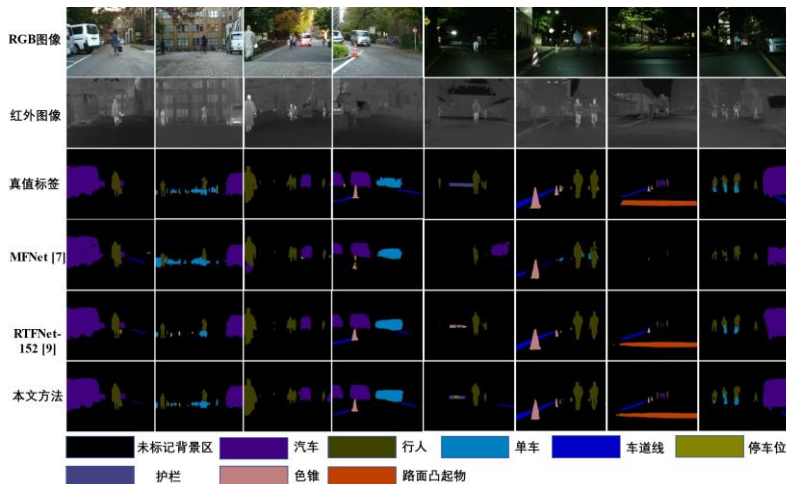 RGB图像
红外图像
真值标签
MFNet [7]
RTFNet-
152 [9]
本文方法
未标记背景区 汽车 行人 单车 车道线 停车位
护栏 色锥 路面凸起物